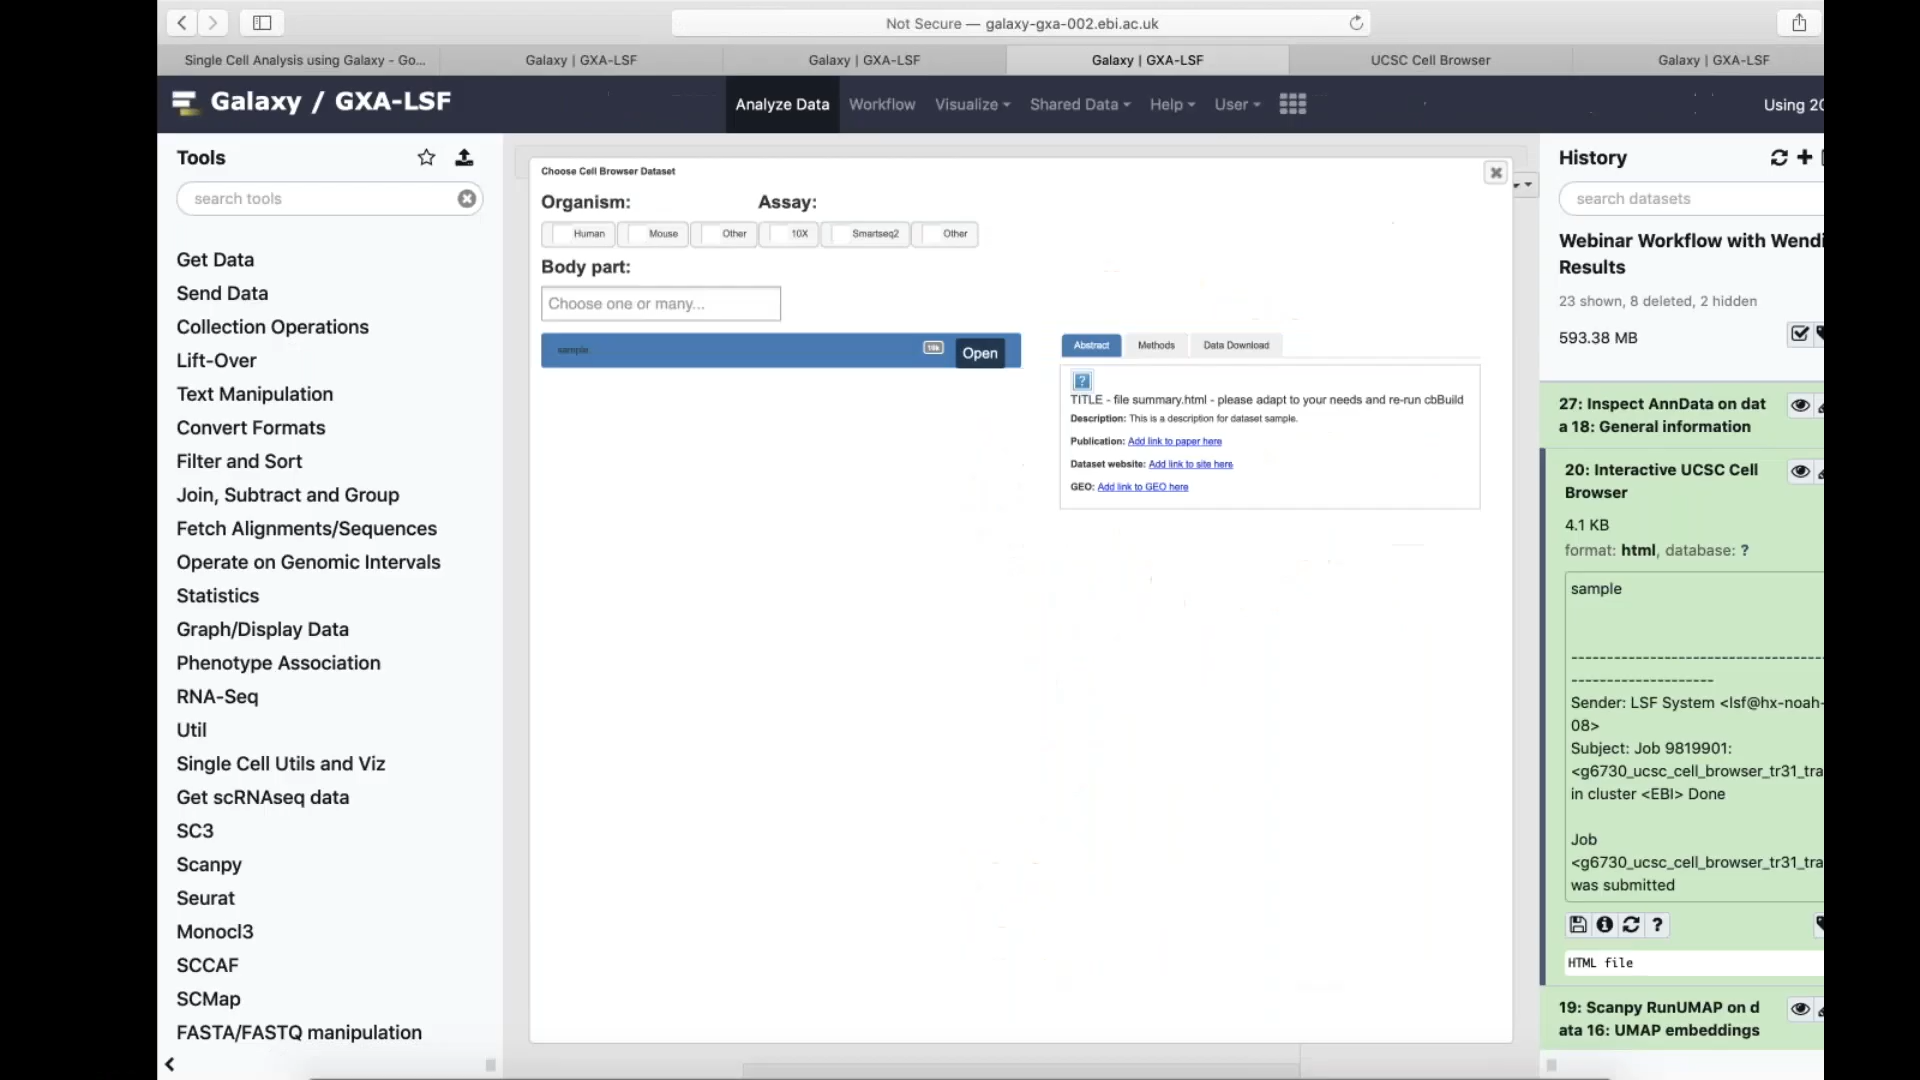 Not Secure — galaxy-gxa-002.ebi.ac.uk
Single Cell Analysis using Galaxy - Go...
Galaxy | GXA-LSF
Galaxy | GXA-LSF
Galaxy | GXA-LSF
UCSC Cell Browser
Galaxy | GXA-LSF
Galaxy / GXA-LSF
Analyze Data
Workflow
Visualize
Shared Data
Help
User
Using 20
Tools
search tools
Get Data
Send Data
Collection Operations
Lift-Over
Text Manipulation
Convert Formats
Filter and Sort
Join, Subtract and Group
Fetch Alignments/Sequences
Operate on Genomic Intervals
Statistics
Graph/Display Data
Phenotype Association
RNA-Seq
Util
Single Cell Utils and Viz
Get scRNAseq data
SC3
Scanpy
Seurat
Monocl3
SCCAF
SCMap
FASTA/FASTQ manipulation
Choose Cell Browser Dataset
Organism: Assay:
Human Mouse Other 10X Smartseq2 Other
Body part:
Choose one or many...
sample
Open
Abstract Methods Data Download
?
TITLE - file summary.html - please adapt to your needs and re-run cbBuild
Description: This is a description for dataset sample.
Publication: Add link to paper here
Dataset website: Add link to site here
GEO: Add link to GEO here
History
search datasets
Webinar Workflow with Wendi
Results
23 shown, 8 deleted, 2 hidden
593.38 MB
27: Inspect AnnData on dat
a 18: General information
20: Interactive UCSC Cell
Browser
4.1 KB
format: html, database: ?
sample
-----------------------------------
--------------------
Sender: LSF System <lsf@hx-noah-
08>
Subject: Job 9819901:
<g6730_ucsc_cell_browser_tr31_tra
in cluster <EBI> Done
Job
<g6730_ucsc_cell_browser_tr31_tra
was submitted
?
HTML file
19: Scanpy RunUMAP on d
ata 16: UMAP embeddings